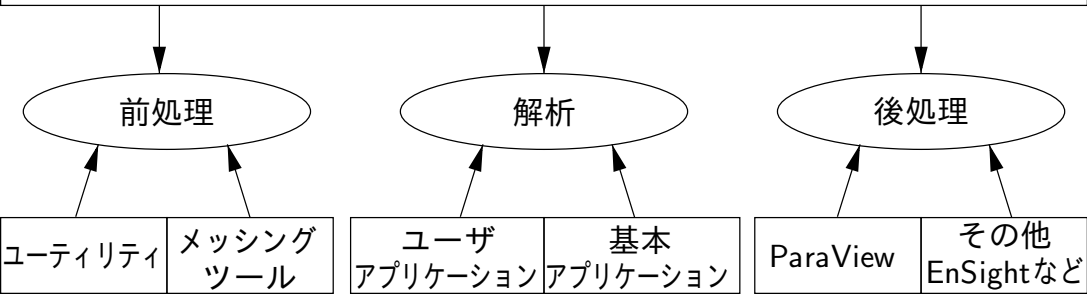 前処理
解析
後処理
ユーティリティ
メッシング
ツール
ユーザ
アプリケーション
基本
アプリケーション
ParaView
その他
EnSightなど